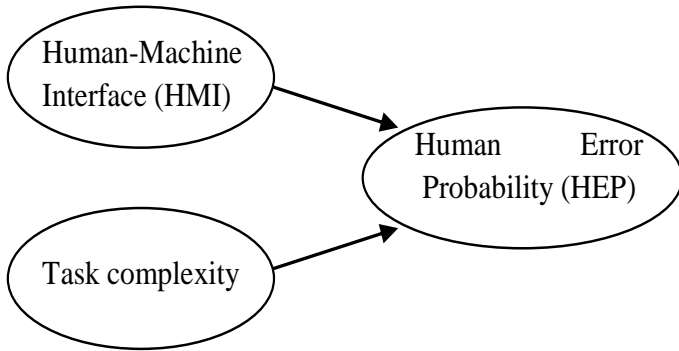 Human-Machine
Interface (HMI)
Human Error
Probability (HEP)
Task complexity